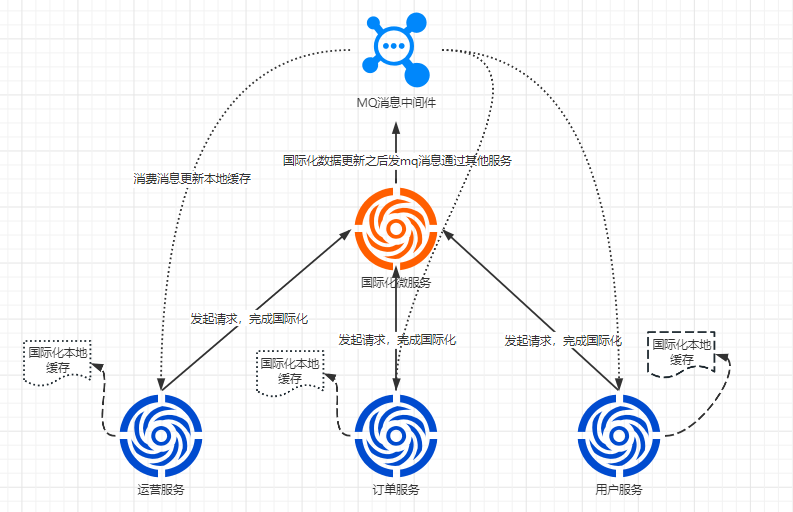 MQ消息中间件
国际化数据更新之后发mq消息通过其他服务
消费消息更新本地缓存
国际化微服务
发起请求，完成国际化
发起请求，完成国际化
发起请求，完成国际化
国际化本地
缓存
国际化本地
缓存
国际化本地
缓存
运营服务
订单服务
用户服务